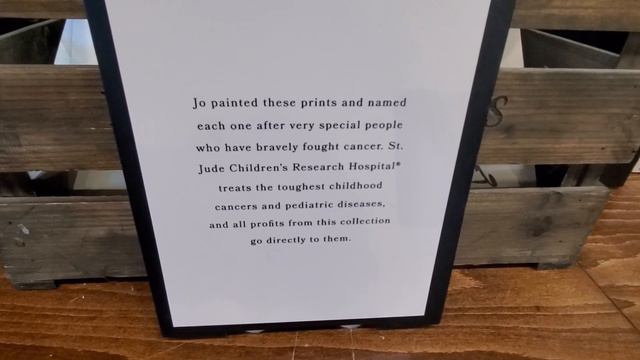 Jo painted these prints and named
each one after very special people
who have bravely fought cancer. St.
Jude Children's Research Hospital®
treats the toughest childhood
cancers and pediatric diseases,
and all profits from this collection
go directly to them.